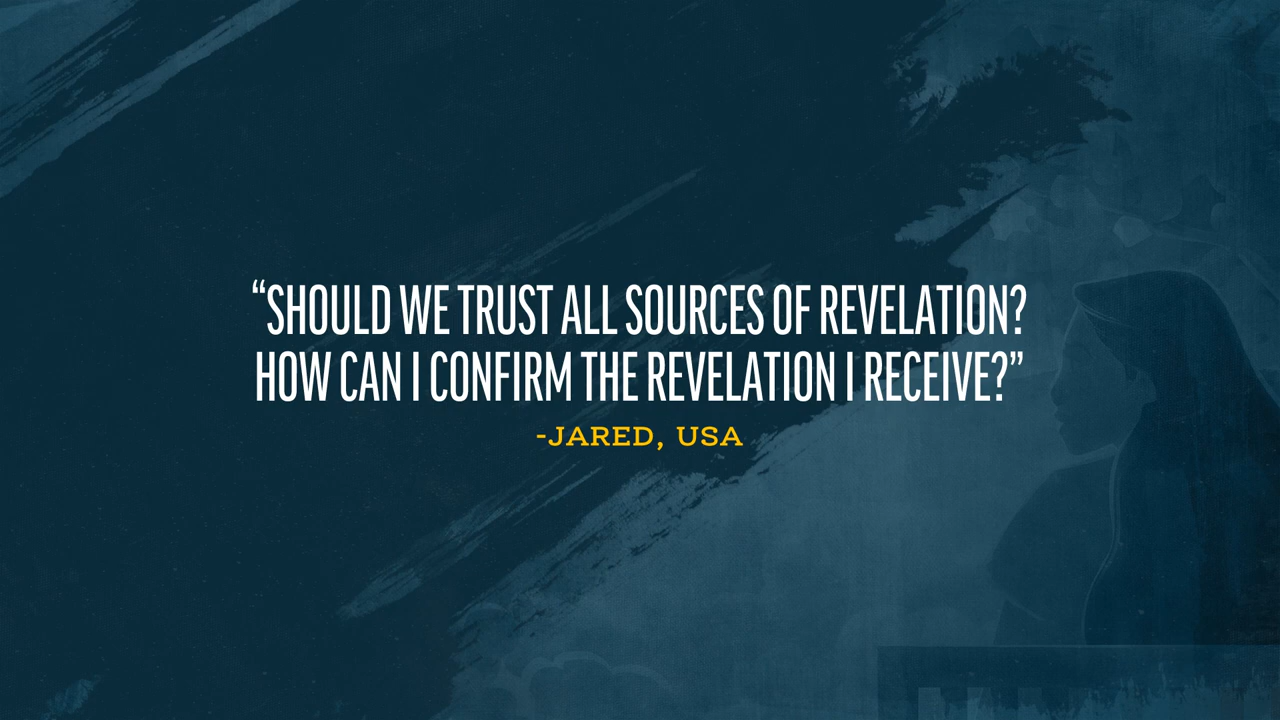 “SHOULD WE TRUST ALL SOURCES OF REVELATION?
HOW CAN I CONFIRM THE REVELATION I RECEIVE?”
-JARED, USA